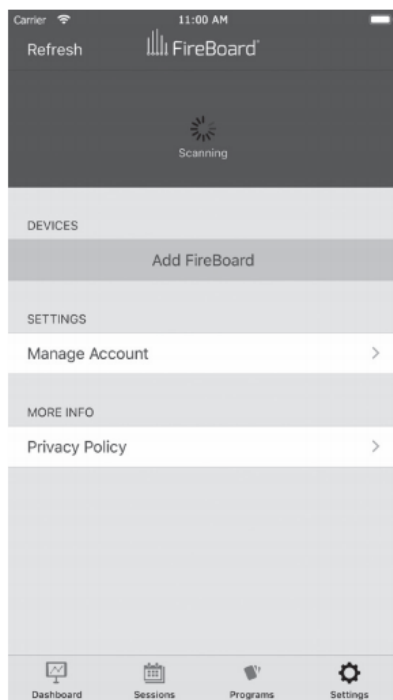 Carrier 11:00 AM
Refresh FireBoard
Scanning
DEVICES
Add FireBoard
SETTINGS
Manage Account
MORE INFO
Privacy Policy
Dashboard Sessions Programs Settings